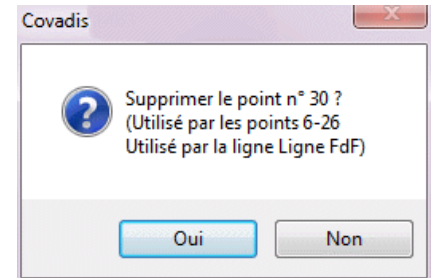 Covadis
Supprimer le point n° 30 ?
(Utilisé par les points 6-26
Utilisé par la ligne Ligne FdF)
Oui
Non